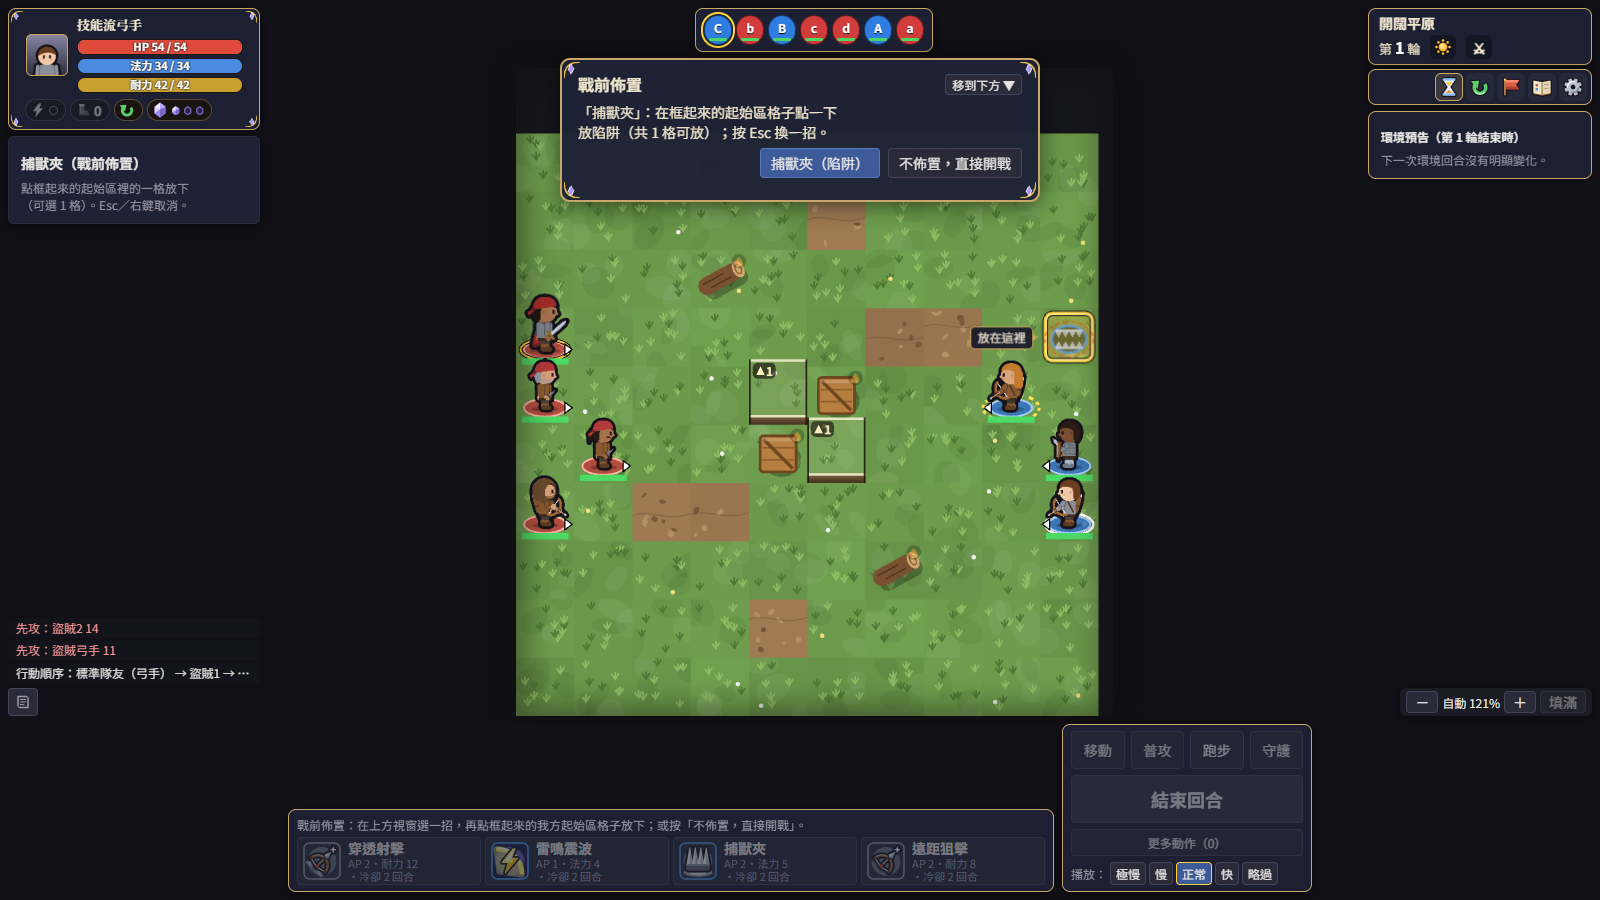 技能流弓手
HP 54 / 54
法力 34 / 34
耐力 42 / 42
0
捕獸夾（戰前佈置）
點框起來的起始區裡的一格放下
（可選 1 格）。Esc／右鍵取消。
C b B c d A a
戰前佈置
移到下方▼
「捕獸夾」：在框起來的起始區格子點一下
放陷阱（共 1 格可放）；按 Esc 換一招。
捕獸夾（陷阱）
不佈置，直接開戰
開闊平原
第 1 輪
環境預告（第 1 輪結束時）
下一次環境回合沒有明顯變化。
放在這裡
▲1
▲1
先攻：盜賊2 14
先攻：盜賊弓手 11
行動順序：標準隊友（弓手） → 盜賊1 → ⋯
－ 自動 121% ＋ 填滿
戰前佈置：在上方視窗選一招，再點框起來的我方起始區格子放下；或按「不佈置，直接開戰」。
穿透射擊
AP 2・耐力 12
・冷卻 2 回合
雷鳴震波
AP 1・法力 4
・冷卻 2 回合
捕獸夾
AP 2・法力 5
・冷卻 2 回合
遠距狙擊
AP 2・耐力 8
・冷卻 2 回合
移動 普攻 跑步 守護
結束回合
更多動作（0）
播放： 極慢 慢 正常 快 略過